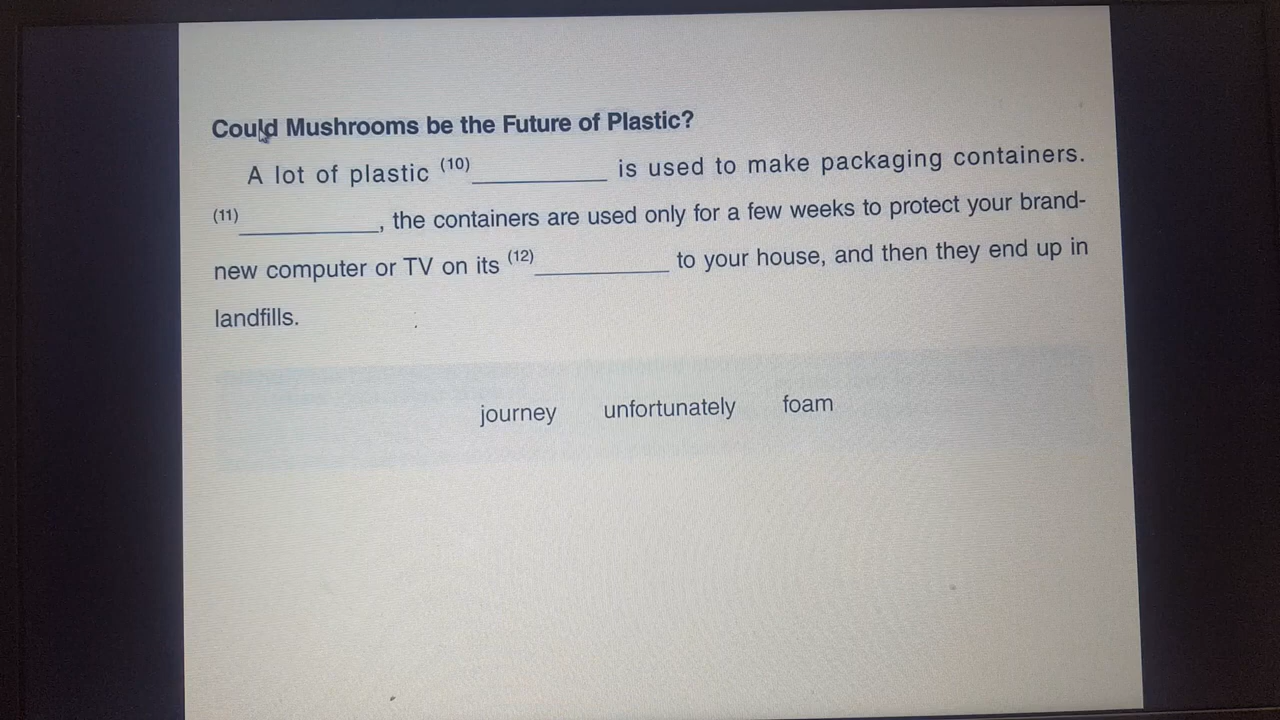 Could Mushrooms be the Future of Plastic?
A lot of plastic (10)__________ is used to make packaging containers.
(11)__________, the containers are used only for a few weeks to protect your brand-
new computer or TV on its (12)__________ to your house, and then they end up in
landfills.
journey unfortunately foam